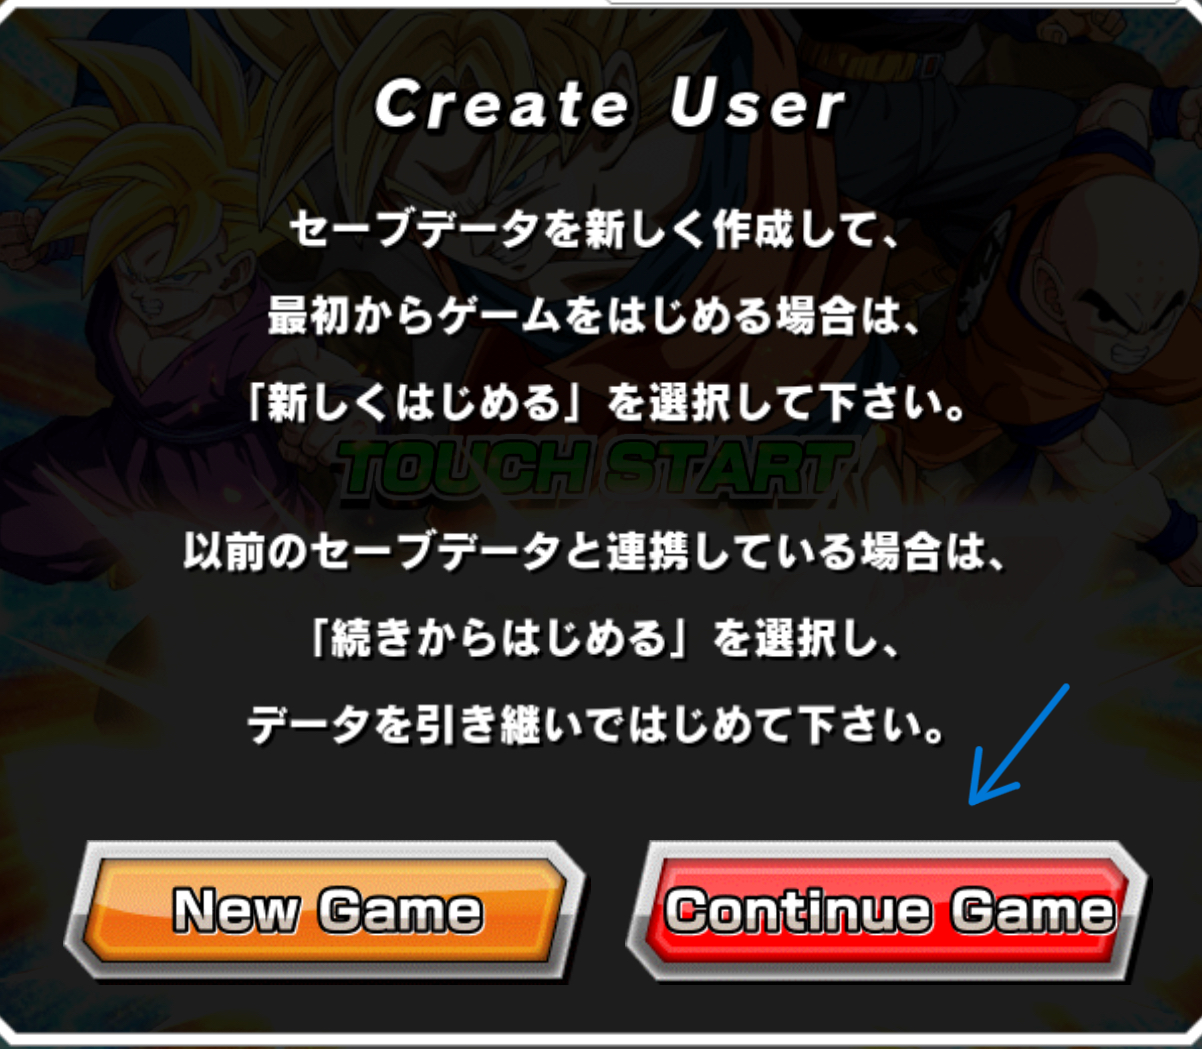 Create User
セーブデータを新しく作成して、
最初からゲームをはじめる場合は、
「新しくはじめる」を選択して下さい。
TOUCH START
以前のセーブデータと連携している場合は、
「続きからはじめる」を選択し、
データを引き継いではじめて下さい。
New Game
Continue Game